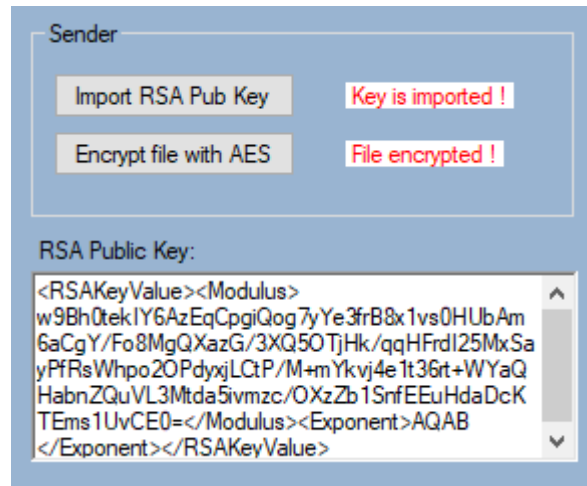 Sender
Import RSA Pub Key
Key is imported !
Encrypt file with AES
File encrypted !
RSA Public Key:
<RSAKeyValue><Modulus>
w9Bh0tekIY6AzEqCpgiQog7yYe3frB8x1vs0HUbAm
6aCgY/Fo8MgQXazG/3XQ5OTjHk/qqHFrdI25MxSa
yPfRsWhpo2OPdyxjLCtP/M+mYkvj4e1t36rt+WYaQ
HabnZQuVL3Mtda5ivmzc/OXzZb1SnfEEuHdaDcK
TEms1UvCE0=</Modulus><Exponent>AQAB
</Exponent></RSAKeyValue>